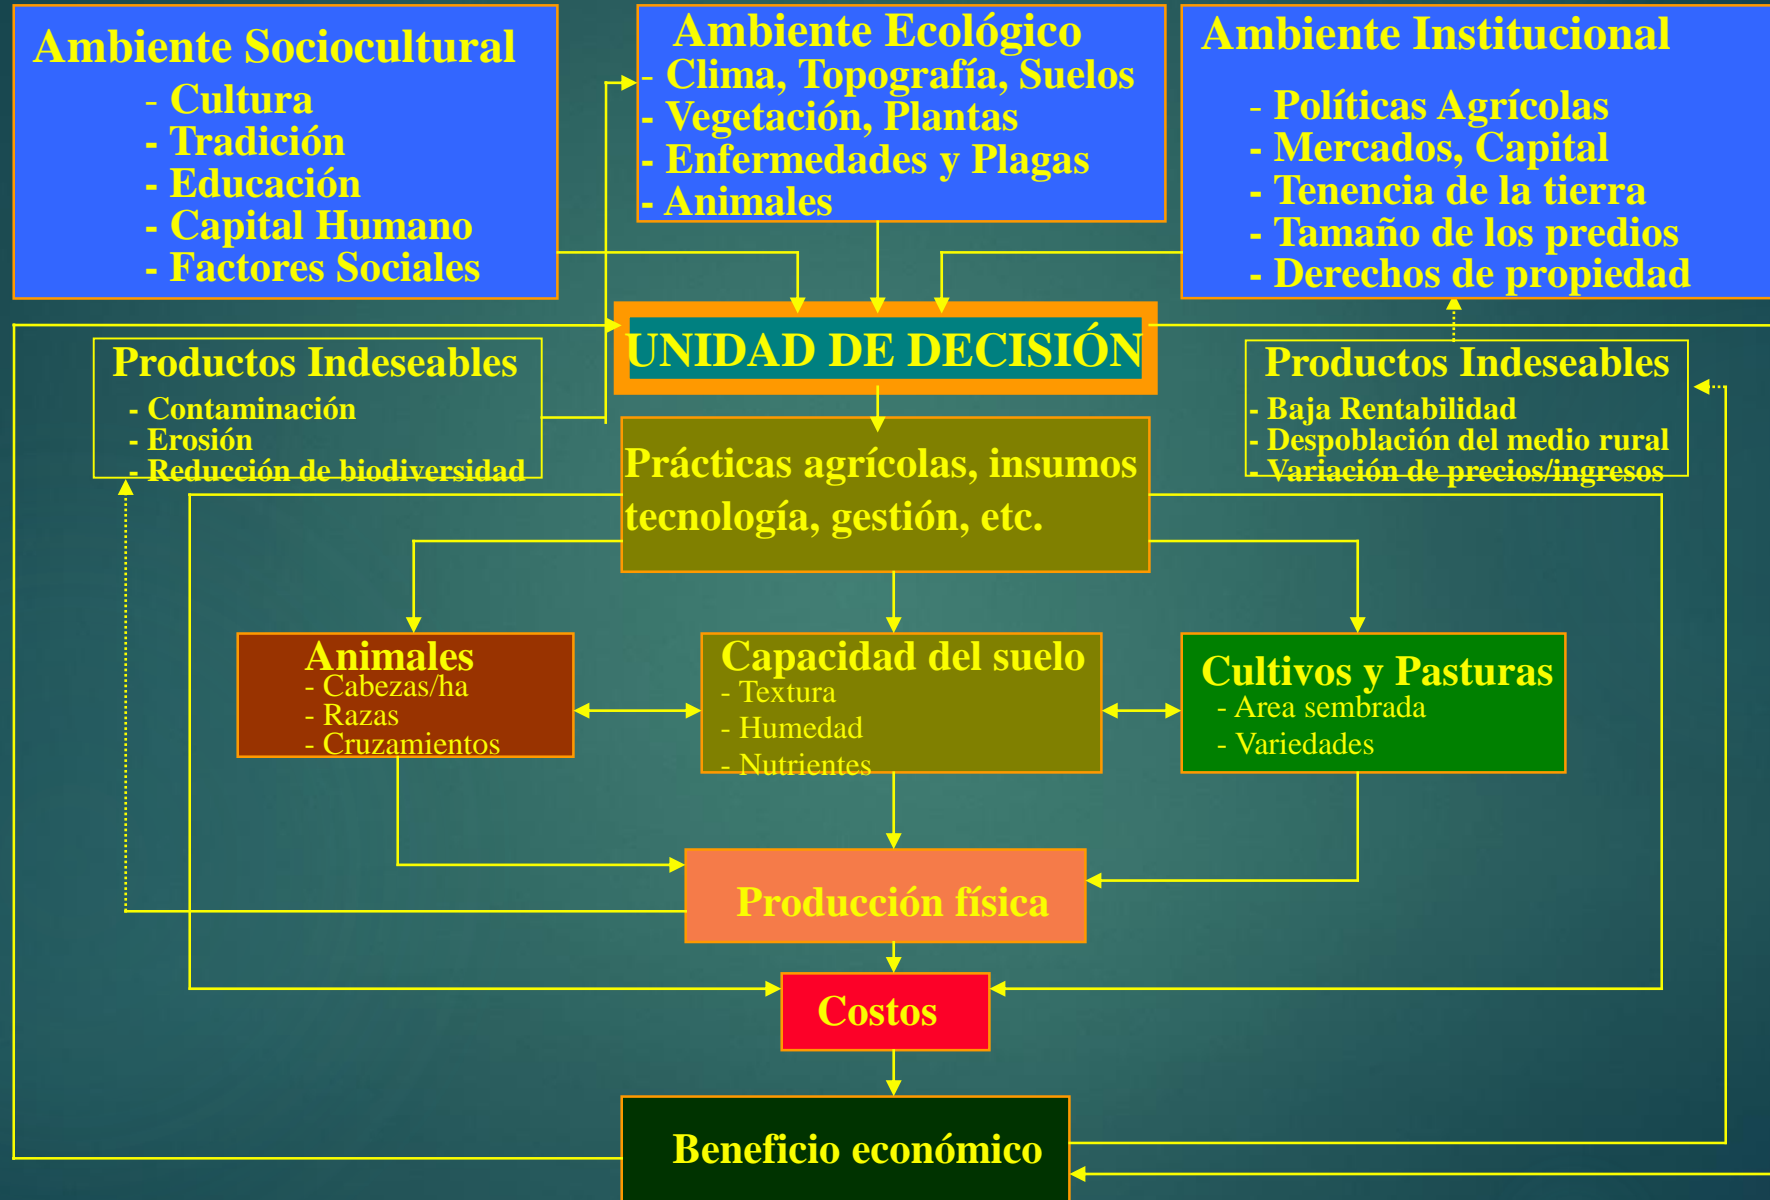 Ambiente Sociocultural
- Cultura
- Tradición
- Educación
- Capital Humano
- Factores Sociales
Ambiente Ecológico
- Clima, Topografía, Suelos
- Vegetación, Plantas
- Enfermedades y Plagas
- Animales
Ambiente Institucional
- Políticas Agrícolas
- Mercados, Capital
- Tenencia de la tierra
- Tamaño de los predios
- Derechos de propiedad
UNIDAD DE DECISIÓN
Productos Indeseables
- Contaminación
- Erosión
- Reducción de biodiversidad
Productos Indeseables
- Baja Rentabilidad
- Despoblación del medio rural
- Variación de precios/ingresos
Prácticas agrícolas, insumos
tecnología, gestión, etc.
Animales
- Cabezas/ha
- Razas
- Cruzamientos
Capacidad del suelo
- Textura
- Humedad
- Nutrientes
Cultivos y Pasturas
- Area sembrada
- Variedades
Producción física
Costos
Beneficio económico